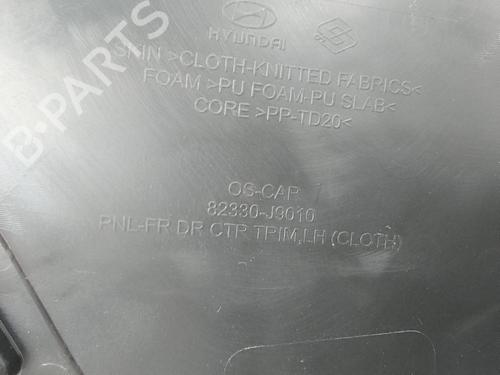 HYUNDAI
SKIN >CLOTH-KNITTED FABRICS<
FOAM >PU FOAM-PU SLAB<
CORE >PP-TD20<
OS-CAR
82330-J9010
PNL-FR DR CTR TRIM,LH (CLOTH)
B-PARTS